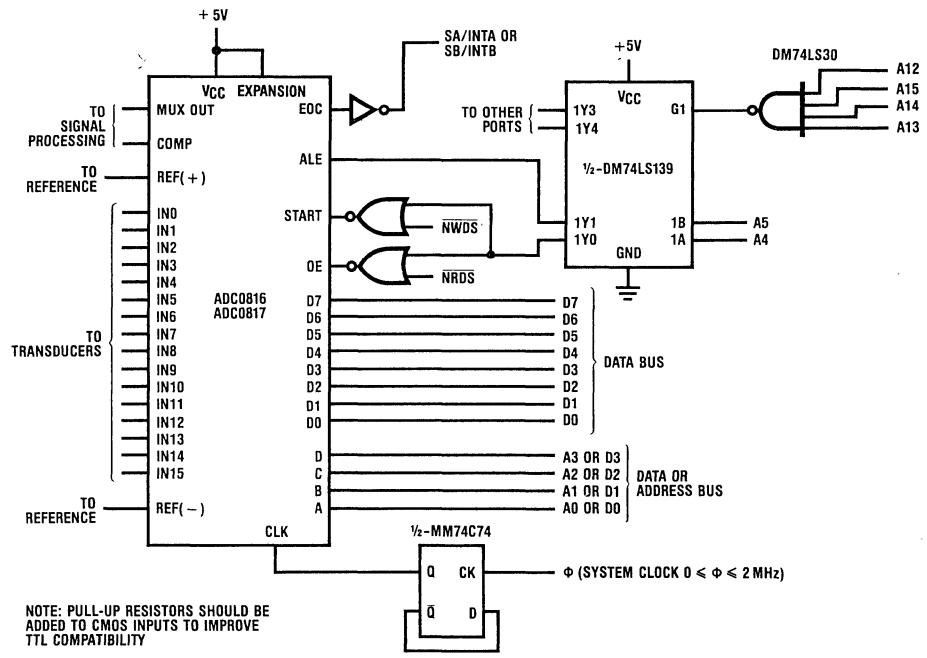 + 5V
SA/INTA OR
SB/INTB
+5V
DM74LS30
VCC EXPANSION
MUX OUT
EOC
TO
SIGNAL
PROCESSING
COMP
ALE
TO
REFERENCE
REF(+)
START
NWDS
OE
NRDS
TO OTHER
PORTS
VCC
1Y3
1Y4
G1
½-DM74LS139
1Y1
1Y0
1B
1A
GND
A12
A15
A14
A13
A5
A4
TO
TRANSDUCERS
IN0
IN1
IN2
IN3
IN4
IN5
IN6
IN7
IN8
IN9
IN10
IN11
IN12
IN13
IN14
IN15
ADC0816
ADC0817
D7
D6
D5
D4
D3
D2
D1
D0
D7
D6
D5
D4
D3
D2
D1
D0
DATA BUS
D
C
B
A
A3 OR D3
A2 OR D2
A1 OR D1
A0 OR D0
DATA OR
ADDRESS BUS
TO
REFERENCE
REF(−)
CLK
½-MM74C74
Q
CK
Q̅
D
Φ (SYSTEM CLOCK 0 ⩽ Φ ⩽ 2 MHz)
NOTE: PULL-UP RESISTORS SHOULD BE
ADDED TO CMOS INPUTS TO IMPROVE
TTL COMPATIBILITY